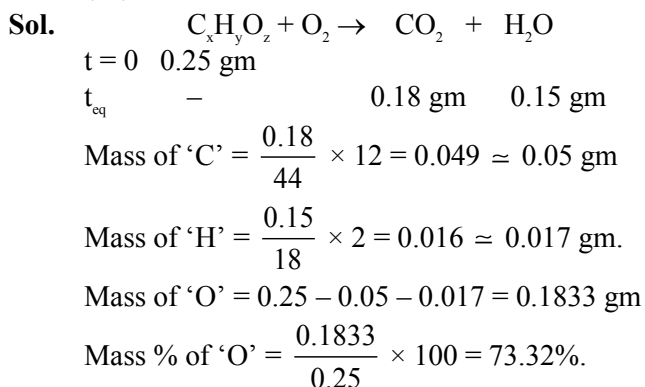 Sol. CₓHᵧO_z + O₂ → CO₂ + H₂O
t = 0 0.25 gm
t_eq – 0.18 gm 0.15 gm
Mass of ‘C’ = 0.18/44 × 12 = 0.049 ≃ 0.05 gm
Mass of ‘H’ = 0.15/18 × 2 = 0.016 ≃ 0.017 gm.
Mass of ‘O’ = 0.25 – 0.05 – 0.017 = 0.1833 gm
Mass % of ‘O’ = 0.1833/0.25 × 100 = 73.32%.